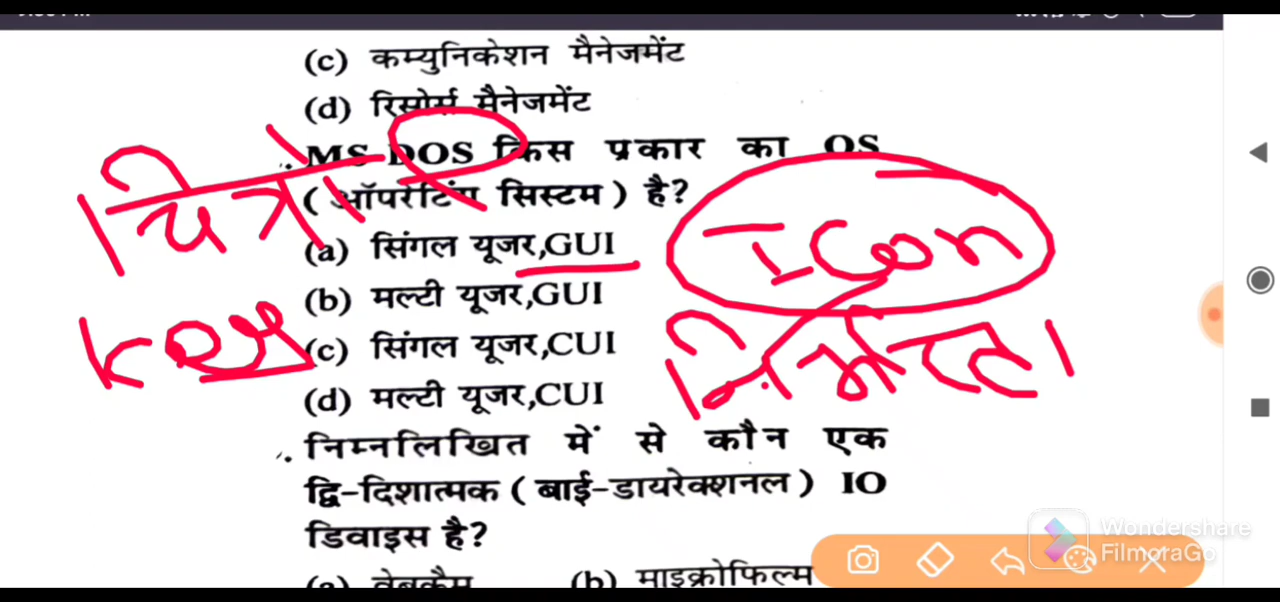 (c) कम्युनिकेशन मैनेजमेंट
(d) रिसोर्स मैनेजमेंट
MS DOS किस प्रकार का OS
(ऑपरेटिंग सिस्टम) है?
चित्रो
(a) सिंगल यूजर,GUI
ICon
(b) मल्टी यूजर,GUI
key
(c) सिंगल यूजर,CUI
निर्भरता
(d) मल्टी यूजर,CUI
निम्नलिखित में से कौन एक
द्वि-दिशात्मक (बाई-डायरेक्शनल) IO
डिवाइस है?
Wondershare
FilmoraGo
(a) वेबकैम (b) माइक्रोफिल्म